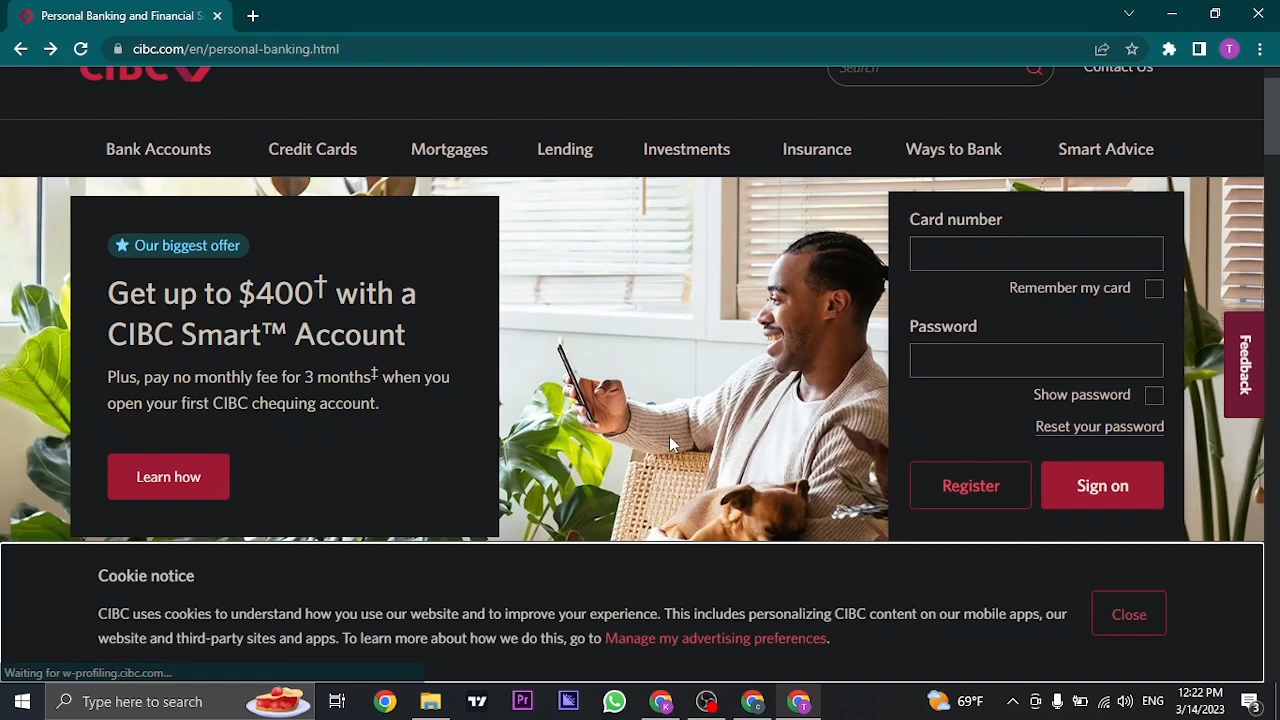 Personal Banking and Financial S
cibc.com/en/personal-banking.html
T
CIBC
Search
Contact Us
Bank Accounts
Credit Cards
Mortgages
Lending
Investments
Insurance
Ways to Bank
Smart Advice
Our biggest offer
Get up to $400† with a
CIBC Smart™ Account
Plus, pay no monthly fee for 3 months‡ when you
open your first CIBC chequing account.
Learn how
Card number
Remember my card
Password
Show password
Reset your password
Register
Sign on
Feedback
Cookie notice
CIBC uses cookies to understand how you use our website and to improve your experience. This includes personalizing CIBC content on our mobile apps, our
website and third-party sites and apps. To learn more about how we do this, go to Manage my advertising preferences.
Close
Waiting for w-profiling.cibc.com...
Type here to search
Pr
K
C
T
69°F
ENG
12:22 PM
3/14/2023
3